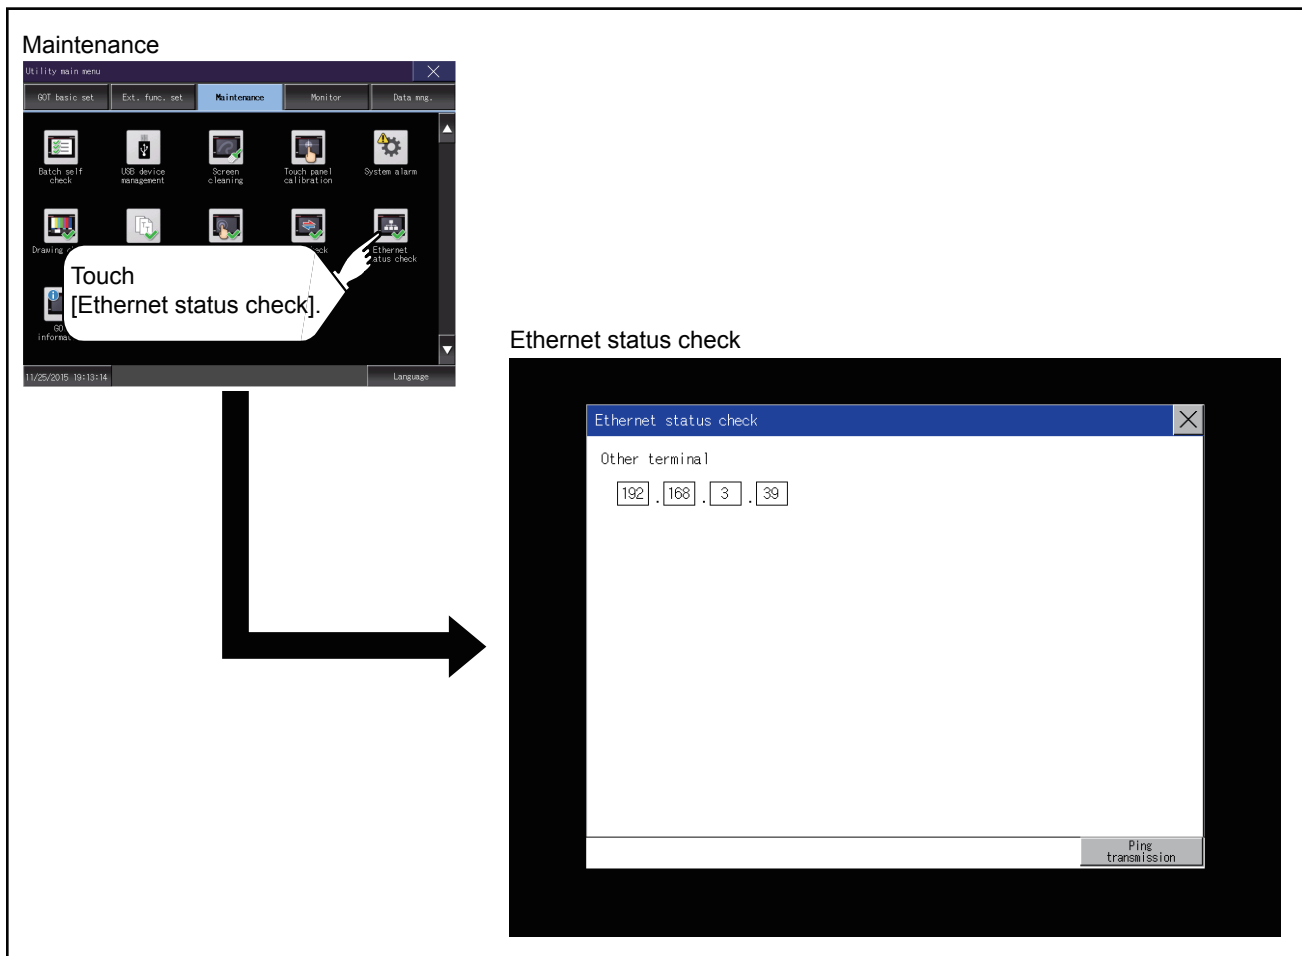 Maintenance
Utility main menu
GOT basic set
Ext. func. set
Maintenance
Monitor
Data mng.
Batch self
check
USB device
management
Screen
cleaning
Touch panel
calibration
System alarm
Drawing
Ethernet
status check
Touch
[Ethernet status check].
11/25/2015 19:13:14
Language
Ethernet status check
Ethernet status check
Other terminal
192 . 168 . 3 . 39
Ping
transmission